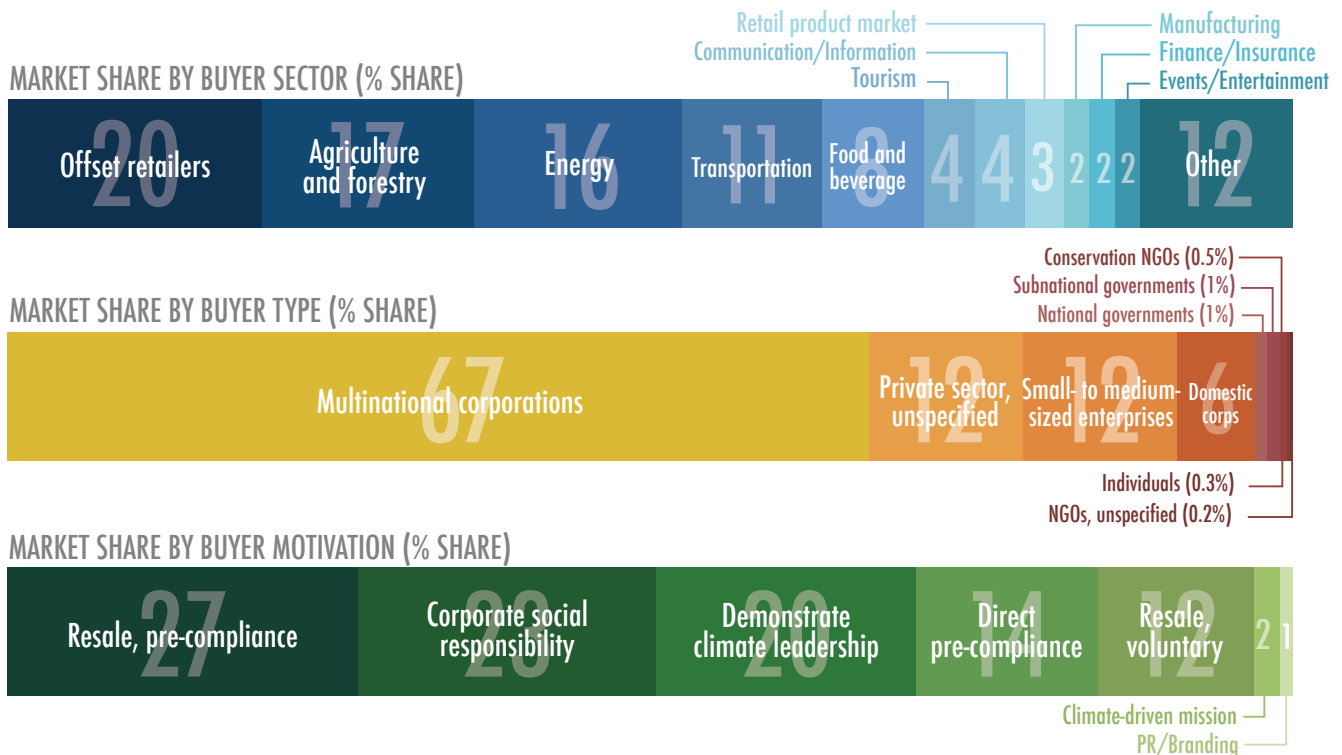 Retail product market
Communication/Information
Tourism
Manufacturing
Finance/Insurance
Events/Entertainment
MARKET SHARE BY BUYER SECTOR (% SHARE)
20
Offset retailers
17
Agriculture
and forestry
16
Energy
11
Transportation
8
Food and
beverage
4
4
3
2
2
2
12
Other
Conservation NGOs (0.5%)
Subnational governments (1%)
National governments (1%)
MARKET SHARE BY BUYER TYPE (% SHARE)
67
Multinational corporations
12
Private sector,
unspecified
12
Small- to medium-
sized enterprises
6
Domestic
corps
Individuals (0.3%)
NGOs, unspecified (0.2%)
MARKET SHARE BY BUYER MOTIVATION (% SHARE)
27
Resale, pre-compliance
23
Corporate social
responsibility
20
Demonstrate
climate leadership
14
Direct
pre-compliance
12
Resale,
voluntary
2
1
Climate-driven mission
PR/Branding